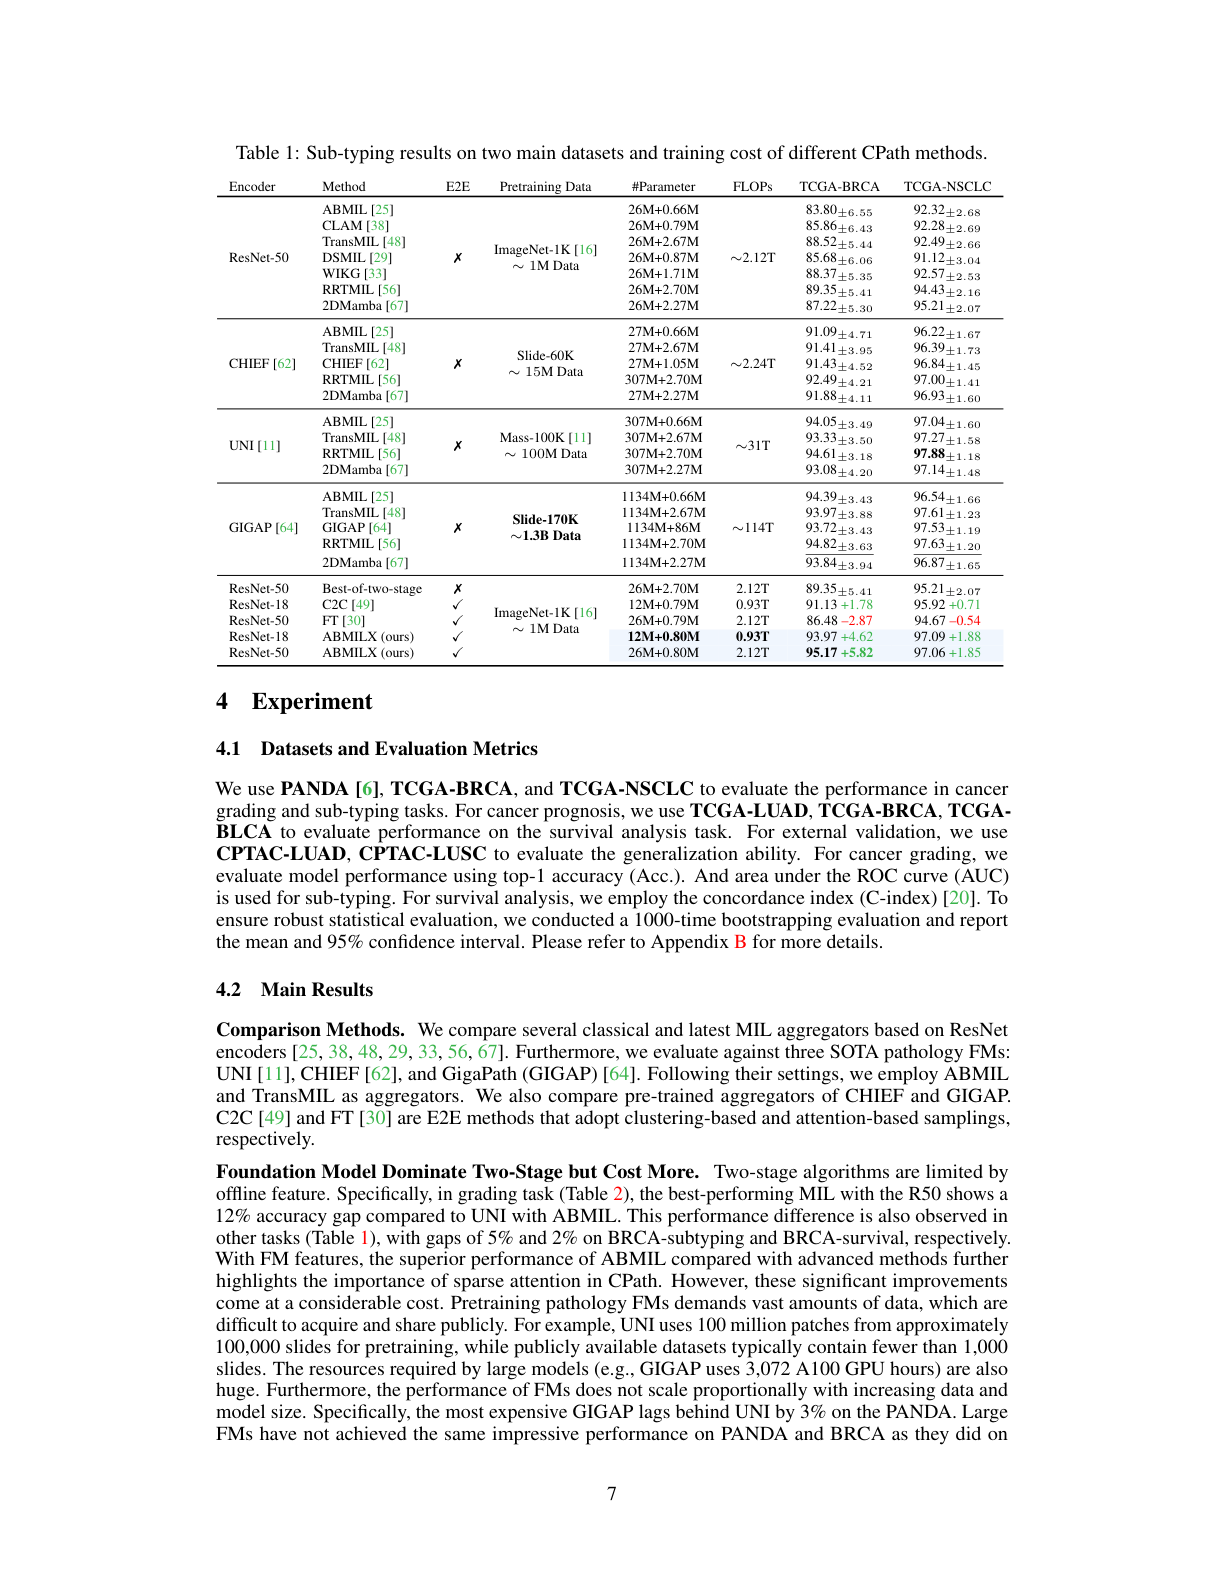 Table 1: Sub-typing results on two main datasets and training cost of different CPath methods.
Encoder Method E2E Pretraining Data #Parameter FLOPs TCGA-BRCA TCGA-NSCLC
ResNet-50 ✗ ImageNet-1K [16] ∼ 1M Data ∼2.12T
ABMIL [25] 26M+0.66M 83.80±6.55 92.32±2.68
CLAM [38] 26M+0.79M 85.86±6.43 92.28±2.69
TransMIL [48] 26M+2.67M 88.52±5.44 92.49±2.66
DSMIL [29] 26M+0.87M 85.68±6.06 91.12±3.04
WIKG [33] 26M+1.71M 88.37±5.35 92.57±2.53
RRTMIL [56] 26M+2.70M 89.35±5.41 94.43±2.16
2DMamba [67] 26M+2.27M 87.22±5.30 95.21±2.07
CHIEF [62] ✗ Slide-60K ∼ 15M Data ∼2.24T
ABMIL [25] 27M+0.66M 91.09±4.71 96.22±1.67
TransMIL [48] 27M+2.67M 91.41±3.95 96.39±1.73
CHIEF [62] 27M+1.05M 91.43±4.52 96.84±1.45
RRTMIL [56] 307M+2.70M 92.49±4.21 97.00±1.41
2DMamba [67] 27M+2.27M 91.88±4.11 96.93±1.60
UNI [11] ✗ Mass-100K [11] ∼ 100M Data ∼31T
ABMIL [25] 307M+0.66M 94.05±3.49 97.04±1.60
TransMIL [48] 307M+2.67M 93.33±3.50 97.27±1.58
RRTMIL [56] 307M+2.70M 94.61±3.18 97.88±1.18
2DMamba [67] 307M+2.27M 93.08±4.20 97.14±1.48
GIGAP [64] ✗ Slide-170K ∼1.3B Data ∼114T
ABMIL [25] 1134M+0.66M 94.39±3.43 96.54±1.66
TransMIL [48] 1134M+2.67M 93.97±3.88 97.61±1.23
GIGAP [64] 1134M+86M 93.72±3.43 97.53±1.19
RRTMIL [56] 1134M+2.70M 94.82±3.63 97.63±1.20
2DMamba [67] 1134M+2.27M 93.84±3.94 96.87±1.65
ImageNet-1K [16] ∼ 1M Data
ResNet-50 Best-of-two-stage ✗ 26M+2.70M 2.12T 89.35±5.41 95.21±2.07
ResNet-18 C2C [49] ✓ 12M+0.79M 0.93T 91.13 +1.78 95.92 +0.71
ResNet-50 FT [30] ✓ 26M+0.79M 2.12T 86.48 −2.87 94.67 −0.54
ResNet-18 ABMILX (ours) ✓ 12M+0.80M 0.93T 93.97 +4.62 97.09 +1.88
ResNet-50 ABMILX (ours) ✓ 26M+0.80M 2.12T 95.17 +5.82 97.06 +1.85
4 Experiment
4.1 Datasets and Evaluation Metrics
We use PANDA [6], TCGA-BRCA, and TCGA-NSCLC to evaluate the performance in cancer
grading and sub-typing tasks. For cancer prognosis, we use TCGA-LUAD, TCGA-BRCA, TCGA-
BLCA to evaluate performance on the survival analysis task. For external validation, we use
CPTAC-LUAD, CPTAC-LUSC to evaluate the generalization ability. For cancer grading, we
evaluate model performance using top-1 accuracy (Acc.). And area under the ROC curve (AUC)
is used for sub-typing. For survival analysis, we employ the concordance index (C-index) [20]. To
ensure robust statistical evaluation, we conducted a 1000-time bootstrapping evaluation and report
the mean and 95% confidence interval. Please refer to Appendix B for more details.
4.2 Main Results
Comparison Methods. We compare several classical and latest MIL aggregators based on ResNet
encoders [25, 38, 48, 29, 33, 56, 67]. Furthermore, we evaluate against three SOTA pathology FMs:
UNI [11], CHIEF [62], and GigaPath (GIGAP) [64]. Following their settings, we employ ABMIL
and TransMIL as aggregators. We also compare pre-trained aggregators of CHIEF and GIGAP.
C2C [49] and FT [30] are E2E methods that adopt clustering-based and attention-based samplings,
respectively.
Foundation Model Dominate Two-Stage but Cost More. Two-stage algorithms are limited by
offline feature. Specifically, in grading task (Table 2), the best-performing MIL with the R50 shows a
12% accuracy gap compared to UNI with ABMIL. This performance difference is also observed in
other tasks (Table 1), with gaps of 5% and 2% on BRCA-subtyping and BRCA-survival, respectively.
With FM features, the superior performance of ABMIL compared with advanced methods further
highlights the importance of sparse attention in CPath. However, these significant improvements
come at a considerable cost. Pretraining pathology FMs demands vast amounts of data, which are
difficult to acquire and share publicly. For example, UNI uses 100 million patches from approximately
100,000 slides for pretraining, while publicly available datasets typically contain fewer than 1,000
slides. The resources required by large models (e.g., GIGAP uses 3,072 A100 GPU hours) are also
huge. Furthermore, the performance of FMs does not scale proportionally with increasing data and
model size. Specifically, the most expensive GIGAP lags behind UNI by 3% on the PANDA. Large
FMs have not achieved the same impressive performance on PANDA and BRCA as they did on
7